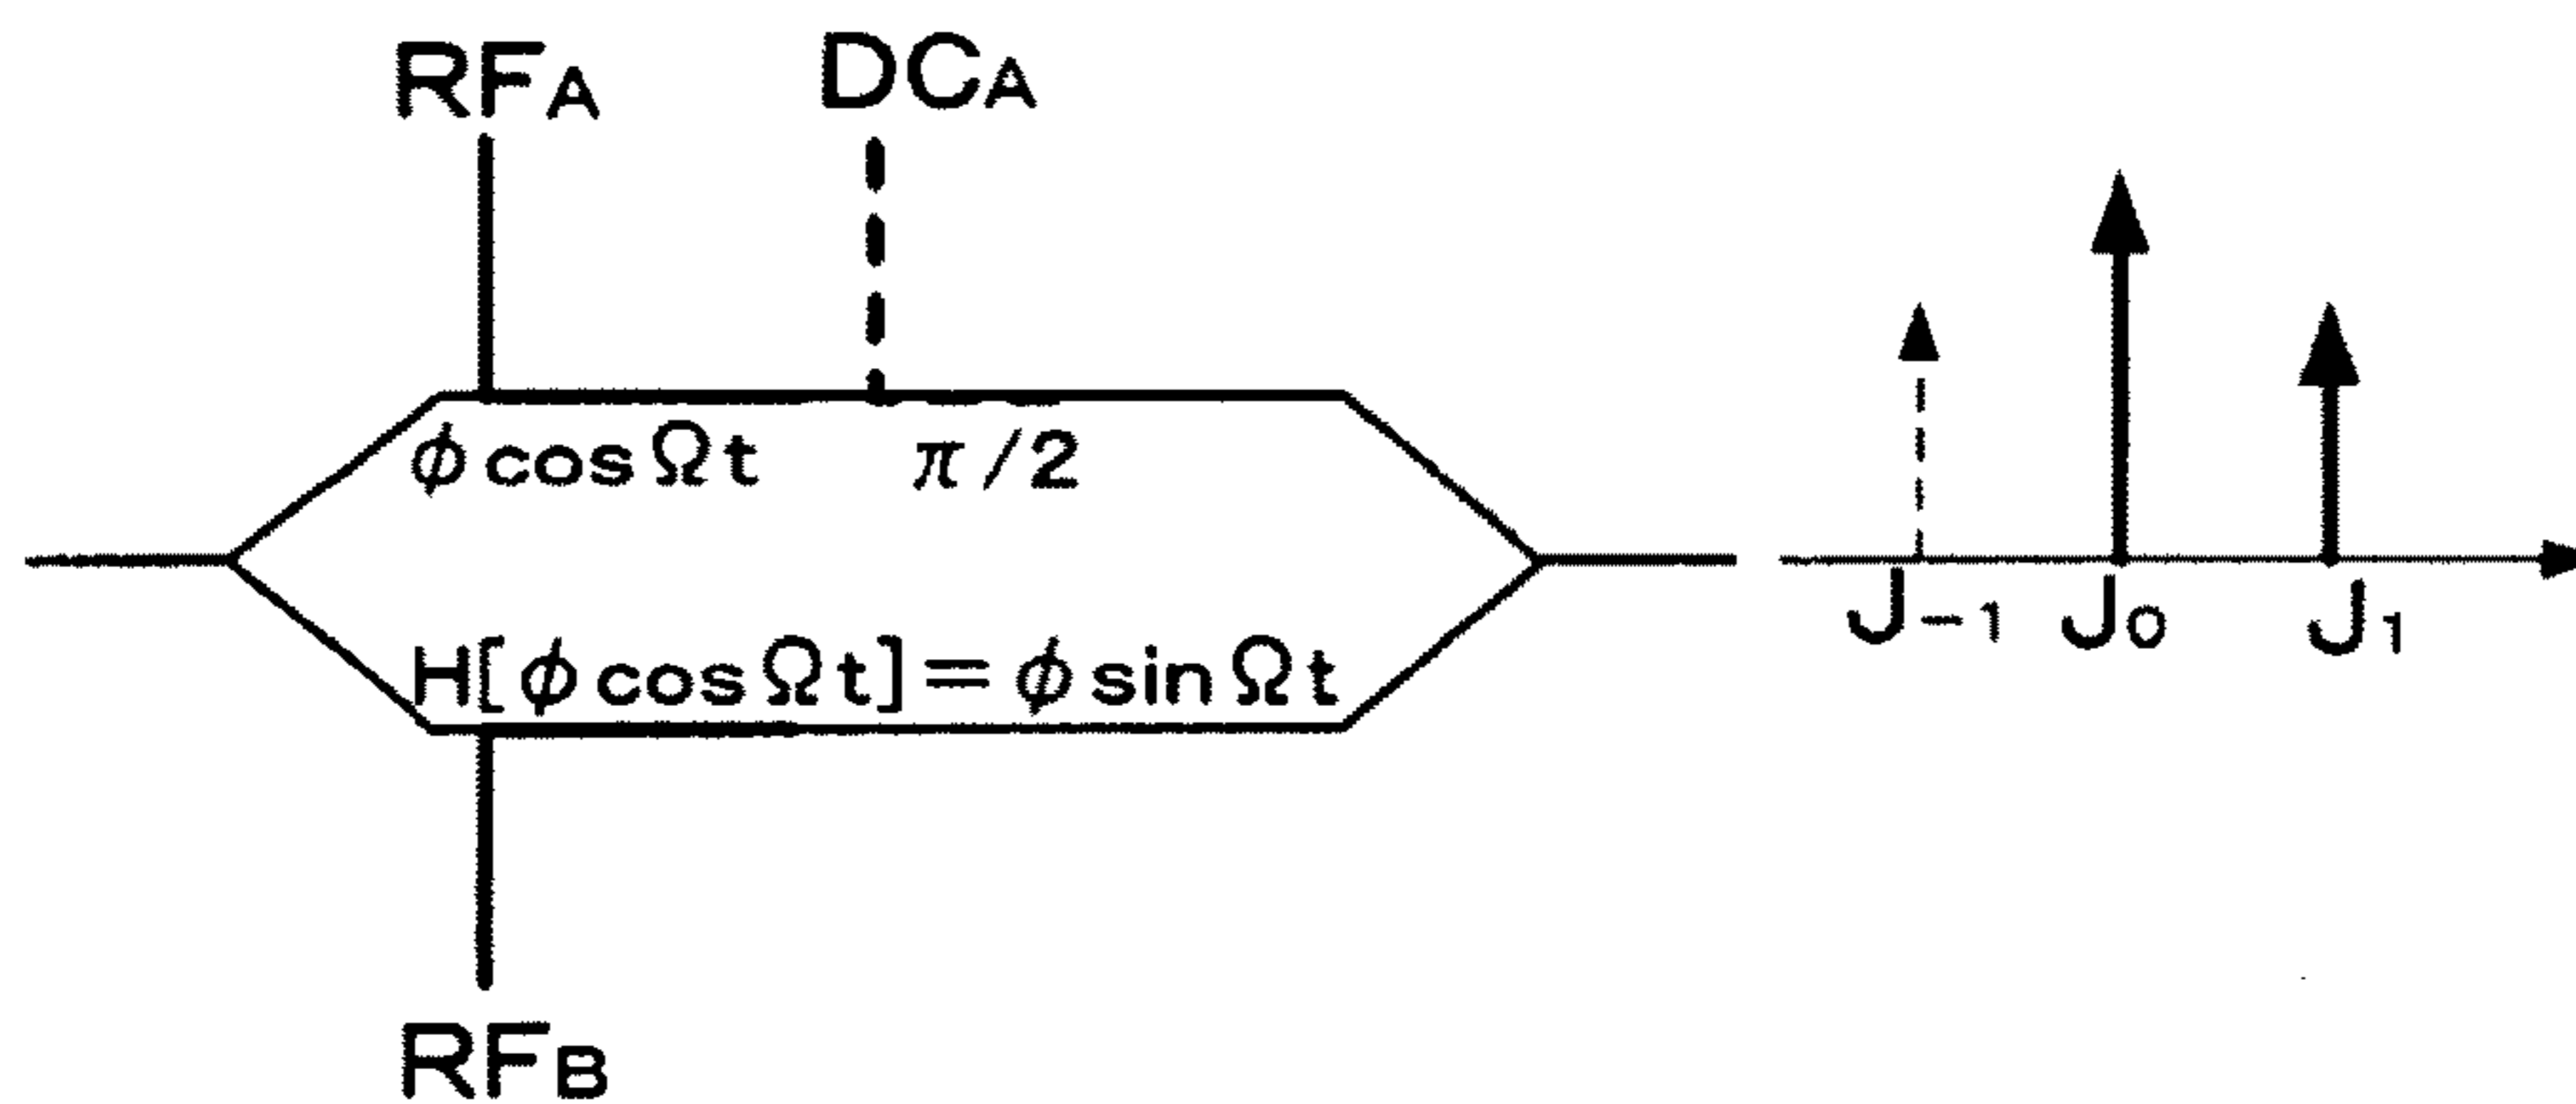 RFA
DCA
ϕ cos Ωt
π/2
H[ϕ cos Ωt]=ϕ sin Ωt
J-1
J0
J1
RFB